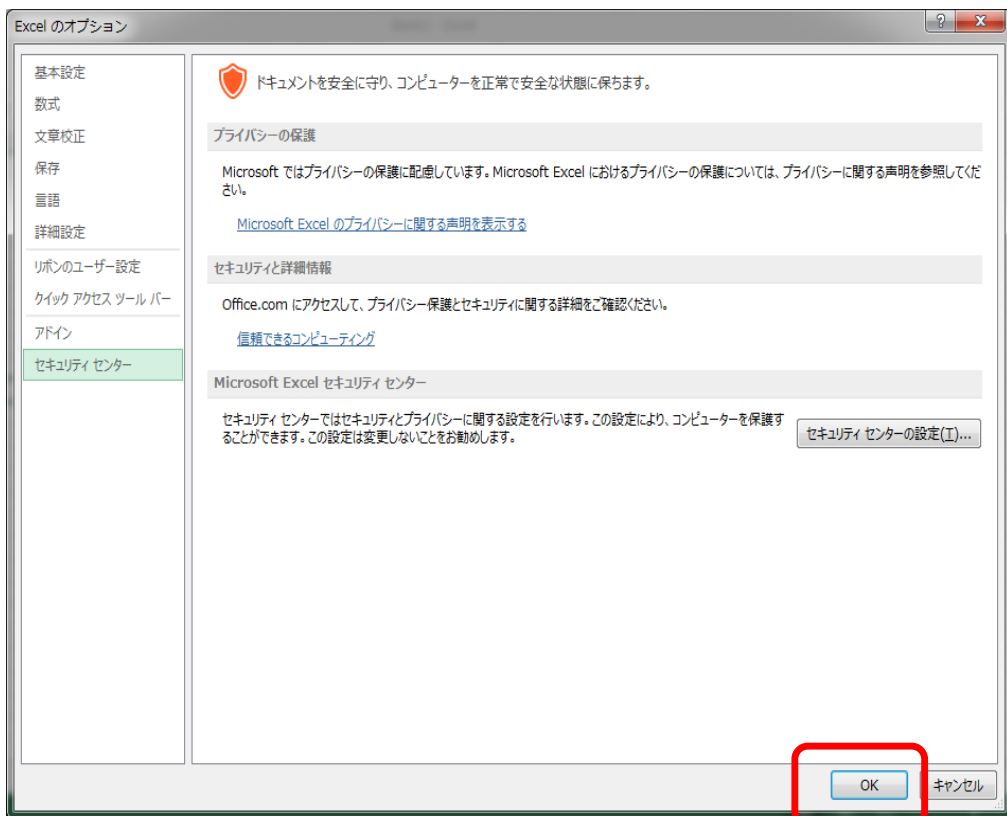 Excel のオプション
基本設定
数式
文章校正
保存
言語
詳細設定
リボンのユーザー設定
クイック アクセス ツール バー
アドイン
セキュリティ センター
ドキュメントを安全に守り、コンピューターを正常で安全な状態に保ちます。
プライバシーの保護
Microsoft ではプライバシーの保護に配慮しています。Microsoft Excel におけるプライバシーの保護については、プライバシーに関する声明を参照してくだ
さい。
Microsoft Excel のプライバシーに関する声明を表示する
セキュリティと詳細情報
Office.com にアクセスして、プライバシー保護とセキュリティに関する詳細をご確認ください。
信頼できるコンピューティング
Microsoft Excel セキュリティ センター
セキュリティ センターではセキュリティとプライバシーに関する設定を行います。この設定により、コンピューターを保護す
ることができます。この設定は変更しないことをお勧めします。
セキュリティ センターの設定(T)...
OK
キャンセル